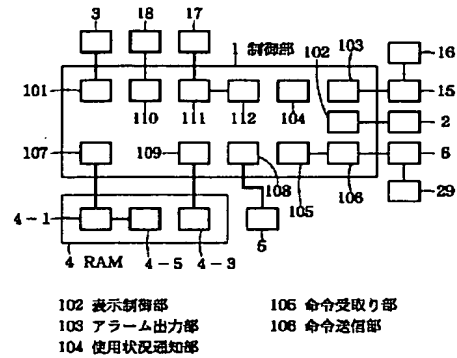 3 18 17
1 制御部
102 103 16
101 110 111 112 104 15
2
107 109 108 105 106 6
29
4-1 4-5 4-3 5
4 RAM
102 表示制御部 105 命令受取り部
103 アラーム出力部 106 命令送信部
104 使用状況通知部